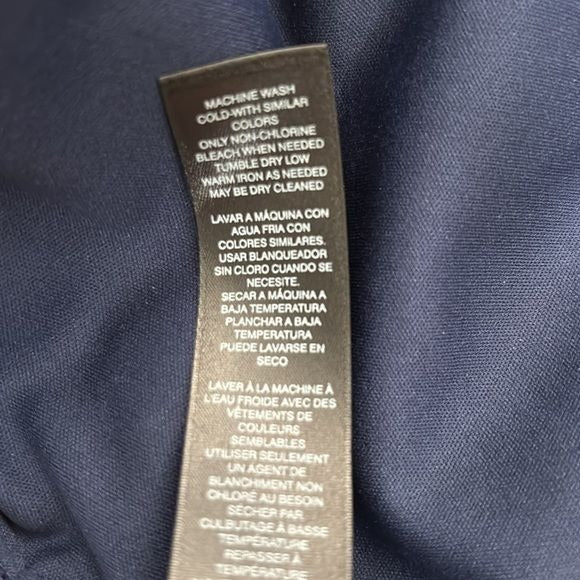 MACHINE WASH
COLD-WITH SIMILAR
COLORS
ONLY NON-CHLORINE
BLEACH WHEN NEEDED
TUMBLE DRY LOW
WARM IRON AS NEEDED
MAY BE DRY CLEANED
LAVAR A MÁQUINA CON
AGUA FRIA CON
COLORES SIMILARES.
USAR BLANQUEADOR
SIN CLORO CUANDO SE
NECESITE.
SECAR A MÁQUINA A
BAJA TEMPERATURA
PLANCHAR A BAJA
TEMPERATURA
PUEDE LAVARSE EN
SECO
LAVER À LA MACHINE À
L'EAU FROIDE AVEC DES
VÊTEMENTS DE
COULEURS
SEMBLABLES
UTILISER SEULEMENT
UN AGENT DE
BLANCHIMENT NON
CHLORÉ AU BESOIN
SÉCHER PAR
CULBUTAGE À BASSE
TEMPÉRATURE
REPASSER À
TEMPÉRATURE